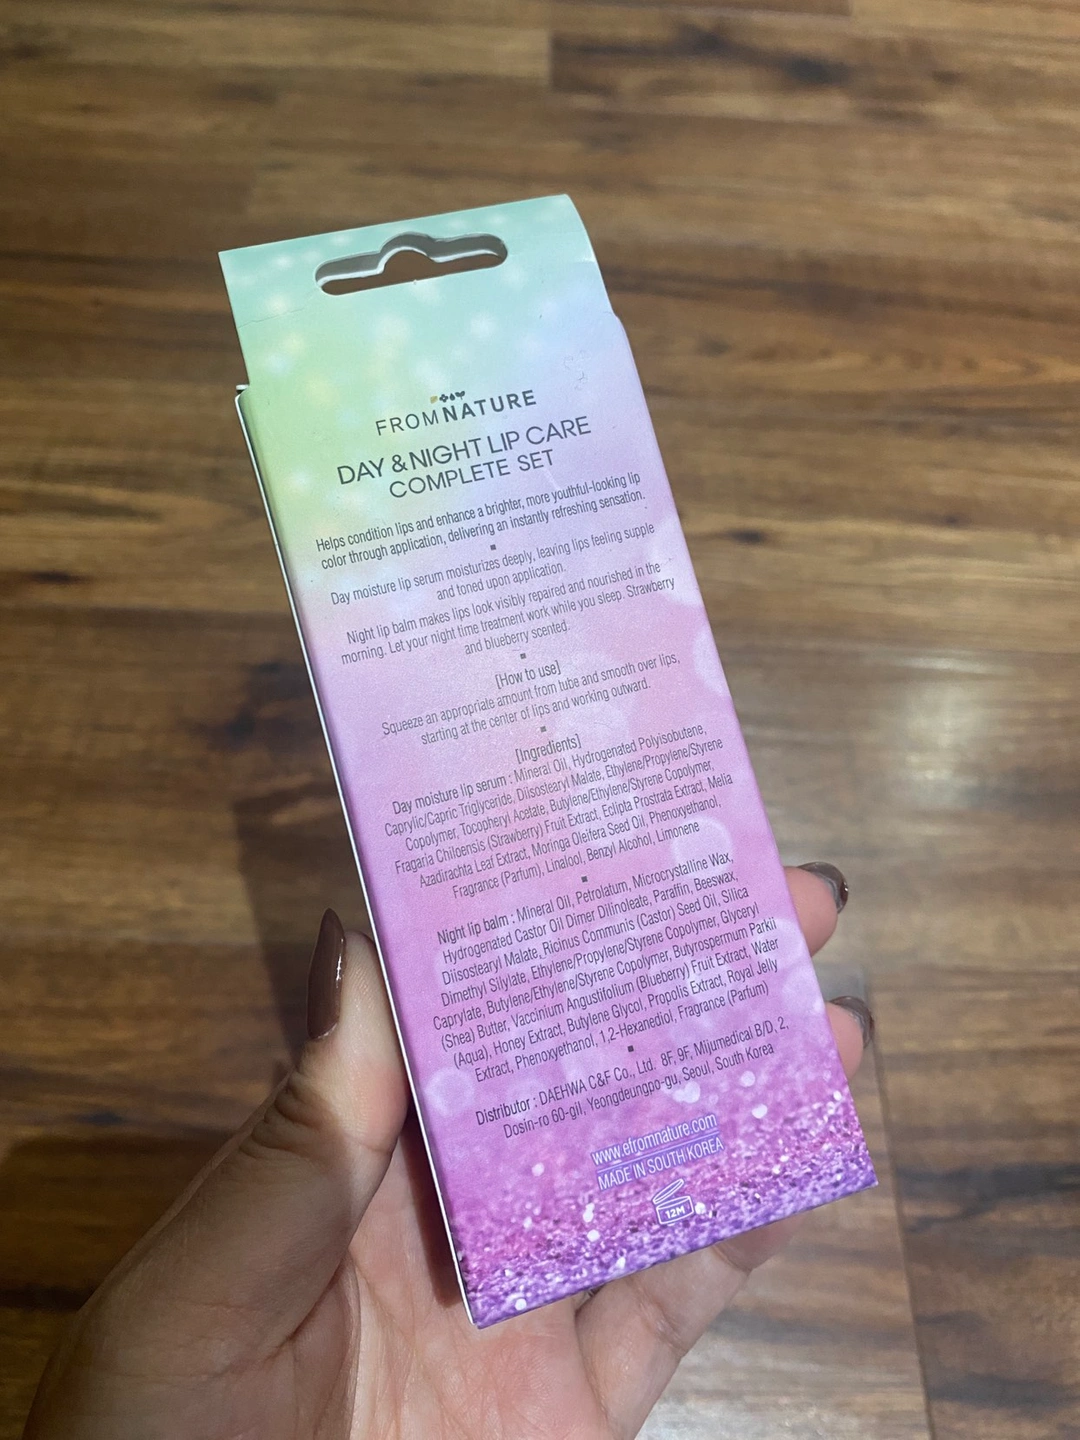 FROMNATURE
DAY & NIGHT LIP CARE
COMPLETE SET
Helps condition lips and enhance a brighter, more youthful-looking lip
color through application, delivering an instantly refreshing sensation.
Day moisture lip serum moisturizes deeply, leaving lips feeling supple
and toned upon application.
Night lip balm makes lips look visibly repaired and nourished in the
morning. Let your night time treatment work while you sleep. Strawberry
and blueberry scented.
[How to use]
Squeeze an appropriate amount from tube and smooth over lips,
starting at the center of lips and working outward.
[Ingredients]
Day moisture lip serum : Mineral Oil, Hydrogenated Polyisobutene,
Caprylic/Capric Triglyceride, Diisostearyl Malate, Ethylene/Propylene/Styrene
Copolymer, Tocopheryl Acetate, Butylene/Ethylene/Styrene Copolymer,
Fragaria Chiloensis (Strawberry) Fruit Extract, Eclipta Prostrata Extract, Melia
Azadirachta Leaf Extract, Moringa Oleifera Seed Oil, Phenoxyethanol,
Fragrance (Parfum), Linalool, Benzyl Alcohol, Limonene
Night lip balm : Mineral Oil, Petrolatum, Microcrystalline Wax,
Hydrogenated Castor Oil Dimer Dilinoleate, Paraffin, Beeswax,
Diisostearyl Malate, Ricinus Communis (Castor) Seed Oil, Silica
Dimethyl Silylate, Ethylene/Propylene/Styrene Copolymer, Glyceryl
Caprylate, Butylene/Ethylene/Styrene Copolymer, Butyrospermum Parkii
(Shea) Butter, Vaccinium Angustifolium (Blueberry) Fruit Extract, Water
(Aqua), Honey Extract, Butylene Glycol, Propolis Extract, Royal Jelly
Extract, Phenoxyethanol, 1,2-Hexanediol, Fragrance (Parfum)
Distributor : DAEHWA C&F Co., Ltd. 8F, 9F, Mijumedical B/D, 2,
Dosin-ro 60-gil, Yeongdeungpo-gu, Seoul, South Korea
www.efromnature.com
MADE IN SOUTH KOREA
12M